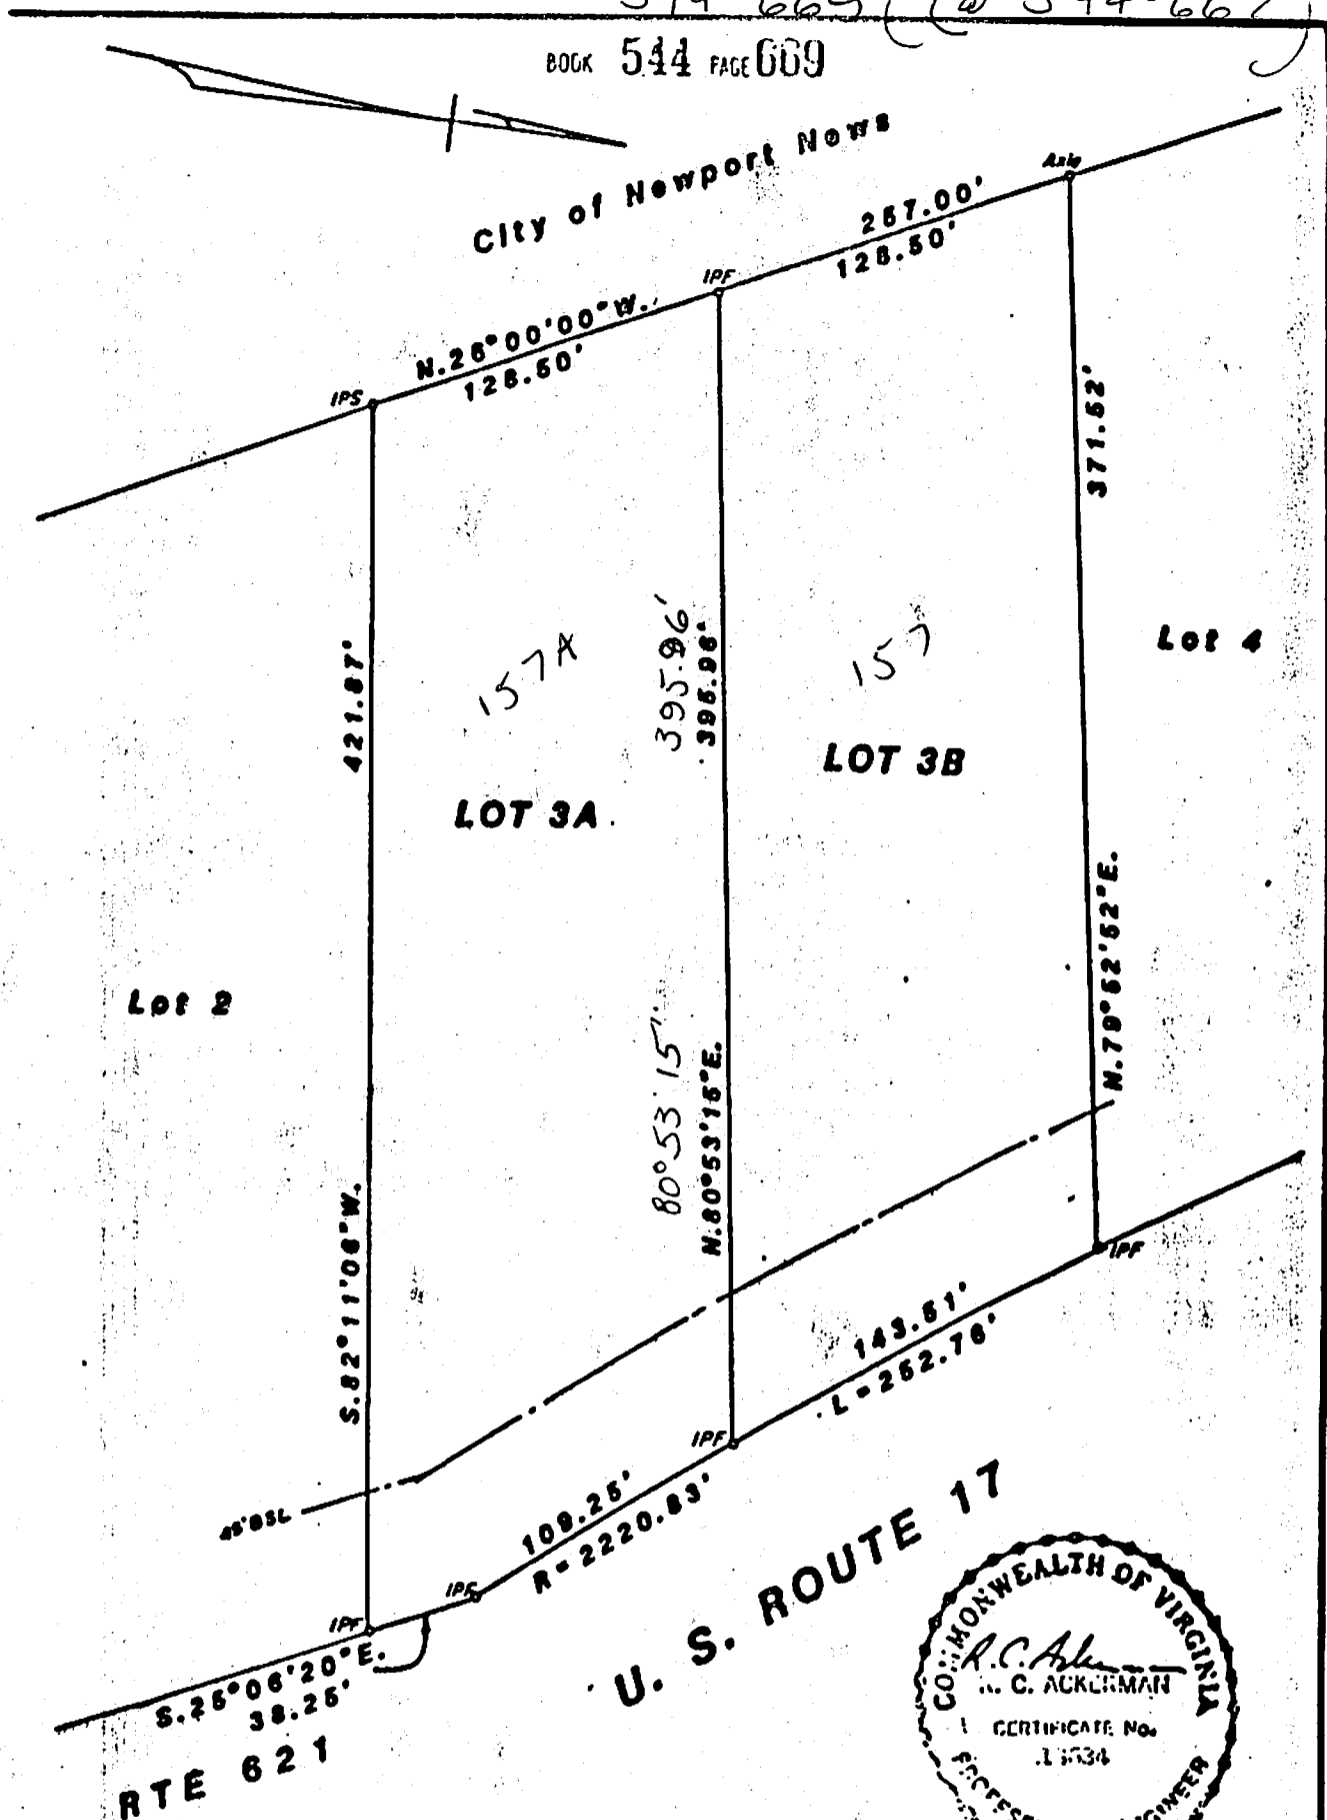 BOOK 544 PAGE 669
City of Newport News
Axle
257.00'
128.50'
IPF
N.26°00'00"W.
128.50'
IPS
371.52'
421.87'
157A
395.96'
395.96'
157
Lot 4
LOT 3B
LOT 3A
Lot 2
N.79°52'52"E.
80°53'15"
N.80°53'15"E.
S.82°11'06"W.
IPF
143.51'
L=252.76'
IPF
45'BSL
109.25'
R=2220.83'
IPF
IPF
S.25°06'20"E.
38.25'
RTE 621
U. S. ROUTE 17
COMMONWEALTH OF VIRGINIA
R. C. ACKERMAN
CERTIFICATE No.